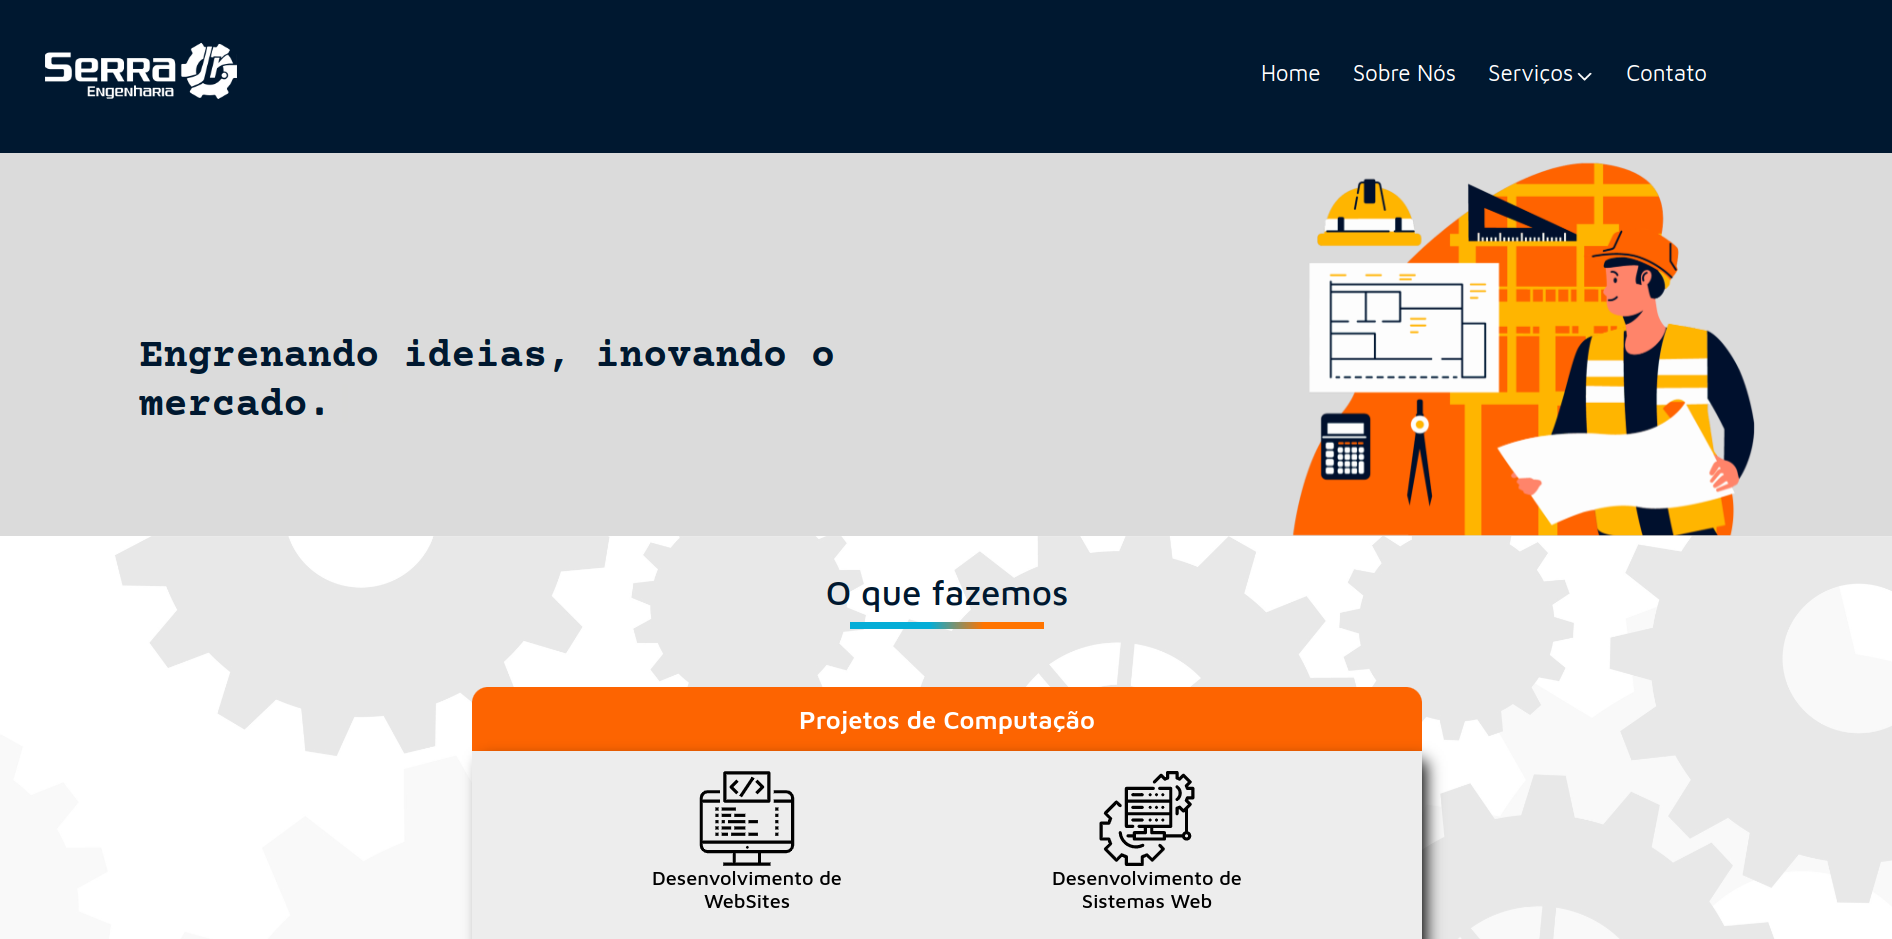 Serra Jr.
Engenharia
Home Sobre Nós Serviços Contato
Engrenando ideias, inovando o
mercado.
O que fazemos
Projetos de Computação
</>
Desenvolvimento de
WebSites
Desenvolvimento de
Sistemas Web